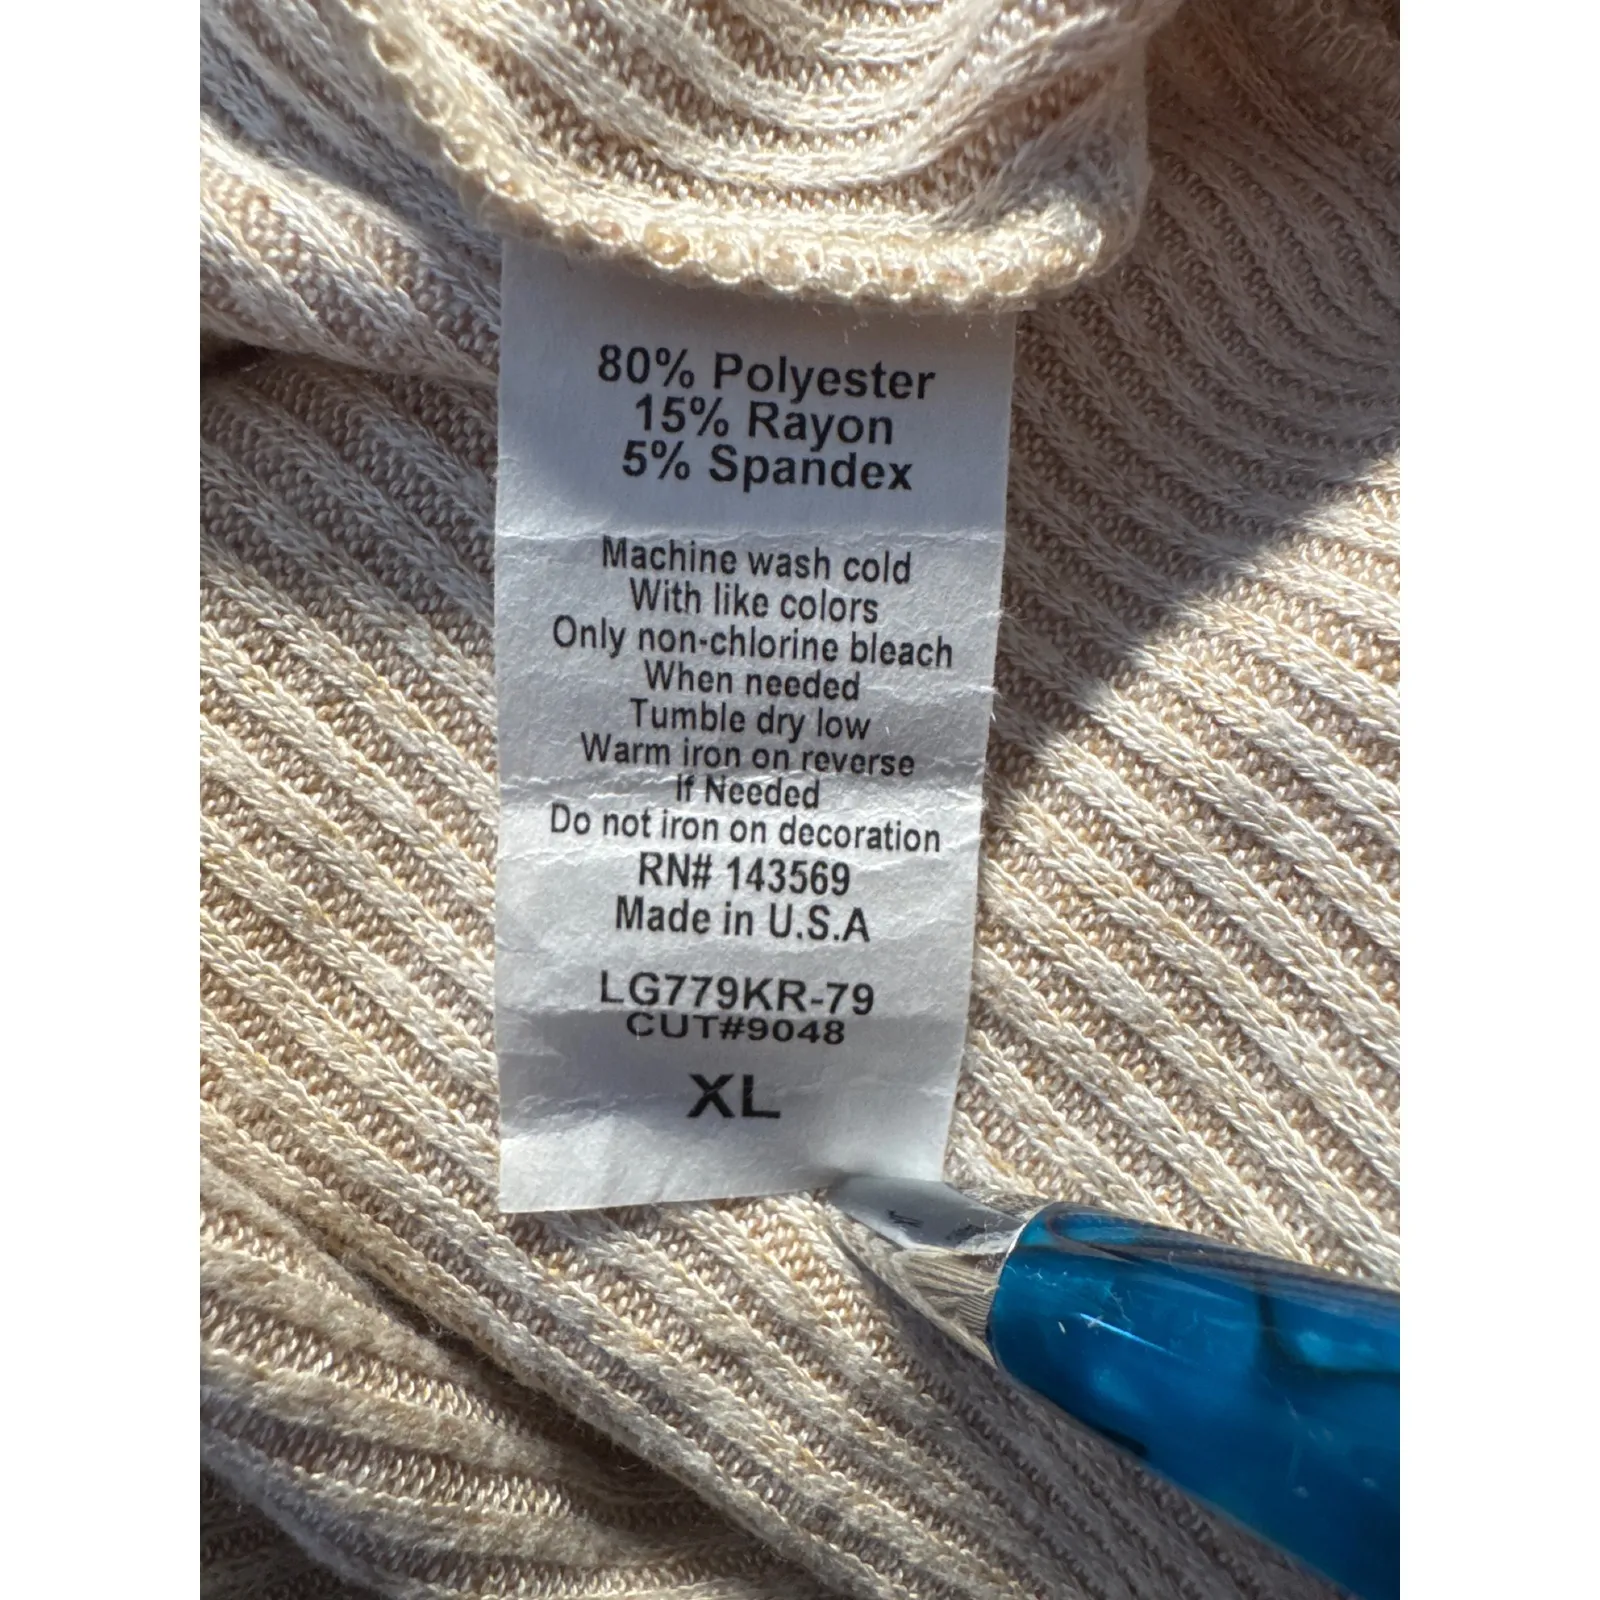 80% Polyester
15% Rayon
5% Spandex
Machine wash cold
With like colors
Only non-chlorine bleach
When needed
Tumble dry low
Warm iron on reverse
If Needed
Do not iron on decoration
RN# 143569
Made in U.S.A
LG779KR-79
CUT#9048
XL